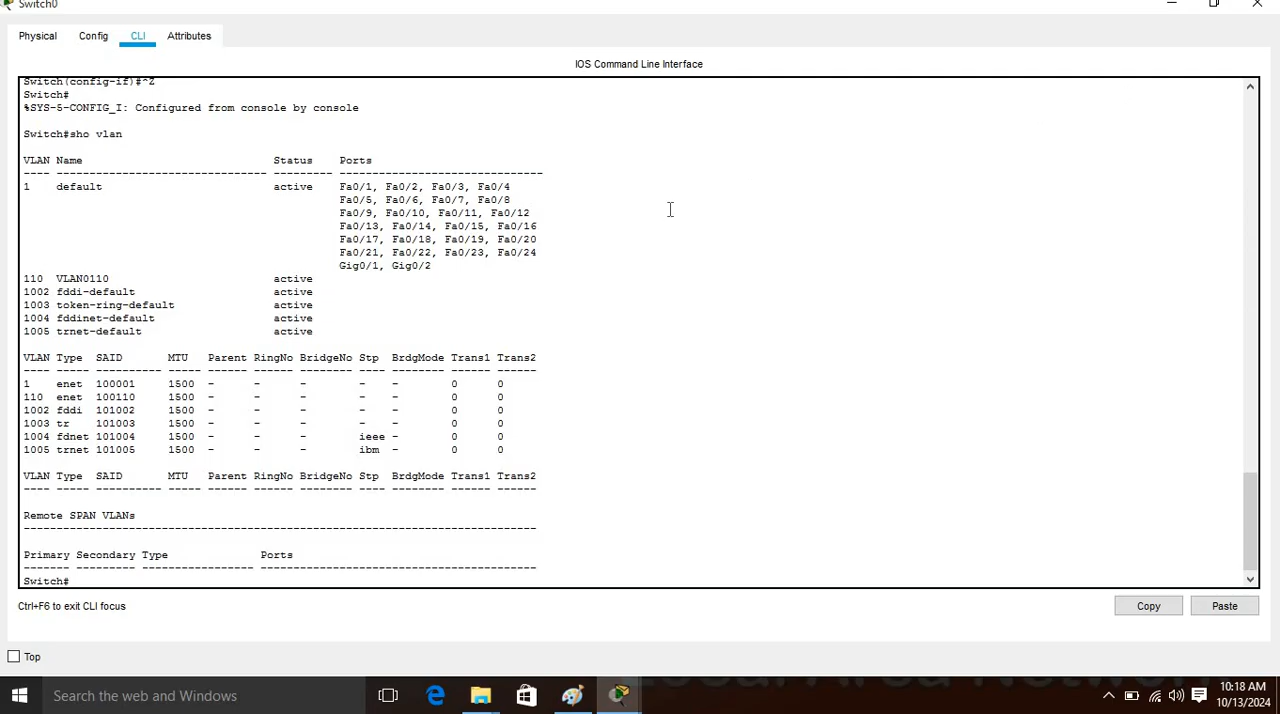 Switch0
Physical Config CLI Attributes
IOS Command Line Interface
Switch(config-if)#^Z
Switch#
%SYS-5-CONFIG_I: Configured from console by console
Switch#sho vlan
VLAN Name Status Ports
---- -------------------------------- --------- -------------------------------
1 default active Fa0/1, Fa0/2, Fa0/3, Fa0/4
Fa0/5, Fa0/6, Fa0/7, Fa0/8
Fa0/9, Fa0/10, Fa0/11, Fa0/12
Fa0/13, Fa0/14, Fa0/15, Fa0/16
Fa0/17, Fa0/18, Fa0/19, Fa0/20
Fa0/21, Fa0/22, Fa0/23, Fa0/24
Gig0/1, Gig0/2
110 VLAN0110 active
1002 fddi-default active
1003 token-ring-default active
1004 fddinet-default active
1005 trnet-default active
VLAN Type SAID MTU Parent RingNo BridgeNo Stp BrdgMode Trans1 Trans2
---- ----- ---------- ----- ------ ------ -------- ---- -------- ------ ------
1 enet 100001 1500 - - - - - 0 0
110 enet 100110 1500 - - - - - 0 0
1002 fddi 101002 1500 - - - - - 0 0
1003 tr 101003 1500 - - - - - 0 0
1004 fdnet 101004 1500 - - - ieee - 0 0
1005 trnet 101005 1500 - - - ibm - 0 0
VLAN Type SAID MTU Parent RingNo BridgeNo Stp BrdgMode Trans1 Trans2
---- ----- ---------- ----- ------ ------ -------- ---- -------- ------ ------
Remote SPAN VLANs
------------------------------------------------------------------------------
Primary Secondary Type Ports
------- --------- ----------------- ------------------------------------------
Switch#
Ctrl+F6 to exit CLI focus
Copy Paste
Top
Search the web and Windows
10:18 AM
10/13/2024